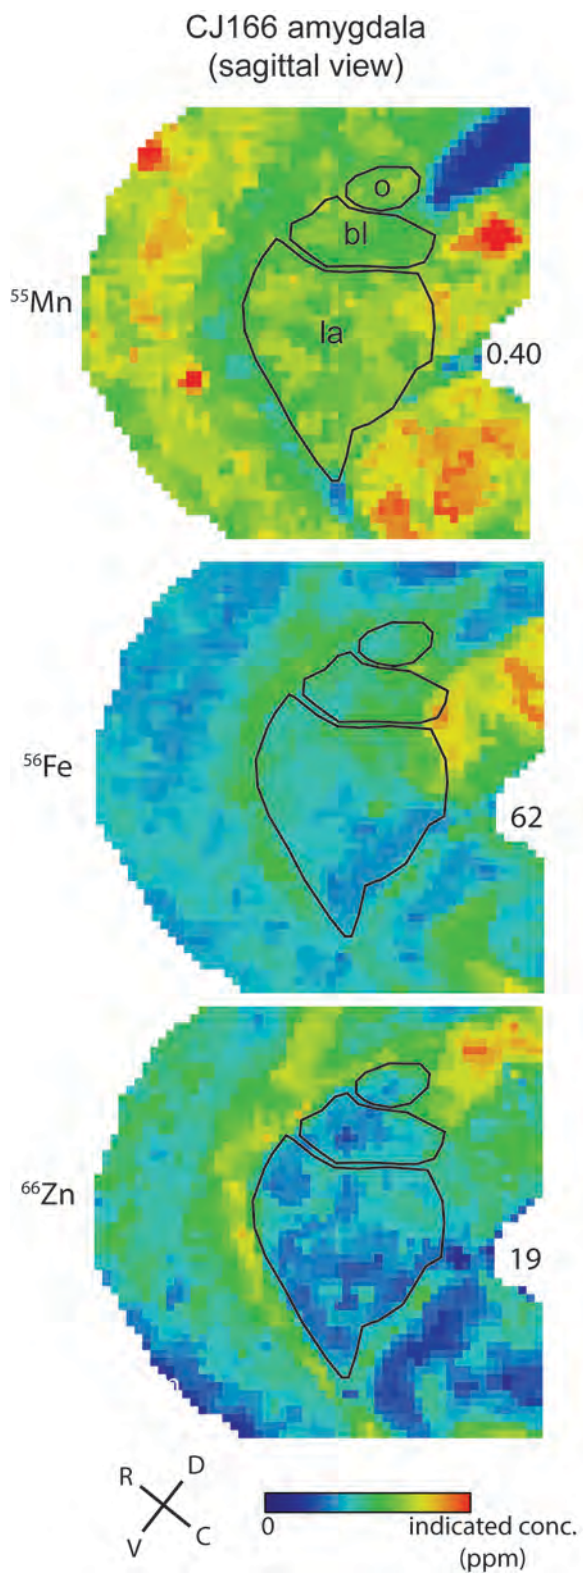 CJ166 amygdala
(sagittal view)
o
bl
la
⁵⁵Mn
0.40
⁵⁶Fe
62
⁶⁶Zn
19
R D
V C
0 indicated conc.
(ppm)